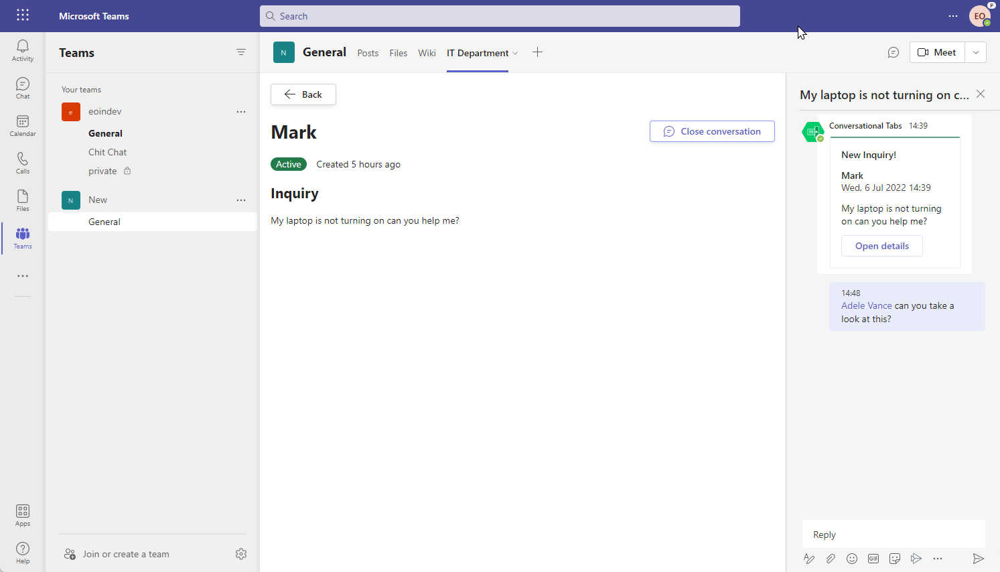 Microsoft Teams
Search
P
EO
Activity
Chat
Calendar
Calls
Files
Teams
Apps
Help
Teams
Your teams
e eoindev
General
Chit Chat
private
N New
General
Join or create a team
N General Posts Files Wiki IT Department
Meet
Back
Mark
Close conversation
Active Created 5 hours ago
Inquiry
My laptop is not turning on can you help me?
My laptop is not turning on c...
Conversational Tabs 14:39
New Inquiry!
Mark
Wed, 6 Jul 2022 14:39
My laptop is not turning
on can you help me?
Open details
14:48
Adele Vance can you take a
look at this?
Reply
GIF